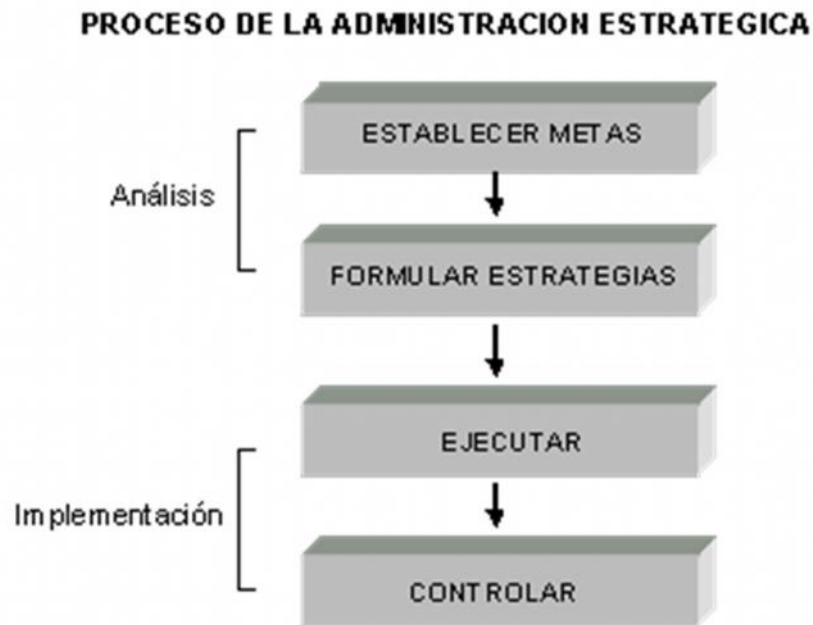 PROCESO DE LA ADMINISTRACION ESTRATEGICA
ESTABLECER METAS
Análisis
FORMULAR ESTRATEGIAS
EJECUTAR
Implementación
CONTROLAR